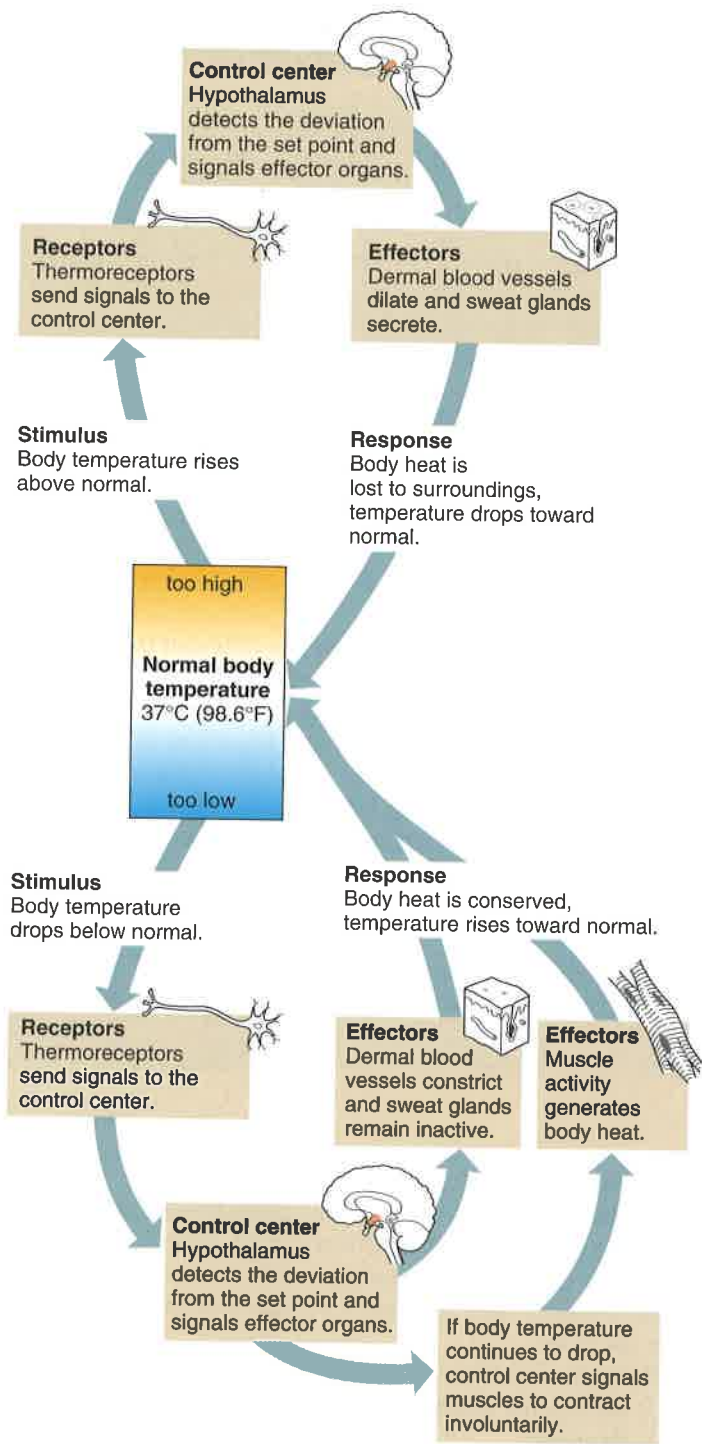 Control center
Hypothalamus
detects the deviation
from the set point and
signals effector organs.
Receptors
Thermoreceptors
send signals to the
control center.
Effectors
Dermal blood vessels
dilate and sweat glands
secrete.
Stimulus
Body temperature rises
above normal.
Response
Body heat is
lost to surroundings,
temperature drops toward
normal.
too high
Normal body
temperature
37°C (98.6°F)
too low
Stimulus
Body temperature
drops below normal.
Response
Body heat is conserved,
temperature rises toward normal.
Receptors
Thermoreceptors
send signals to the
control center.
Effectors
Dermal blood
vessels constrict
and sweat glands
remain inactive.
Effectors
Muscle
activity
generates
body heat.
Control center
Hypothalamus
detects the deviation
from the set point and
signals effector organs.
If body temperature
continues to drop,
control center signals
muscles to contract
involuntarily.